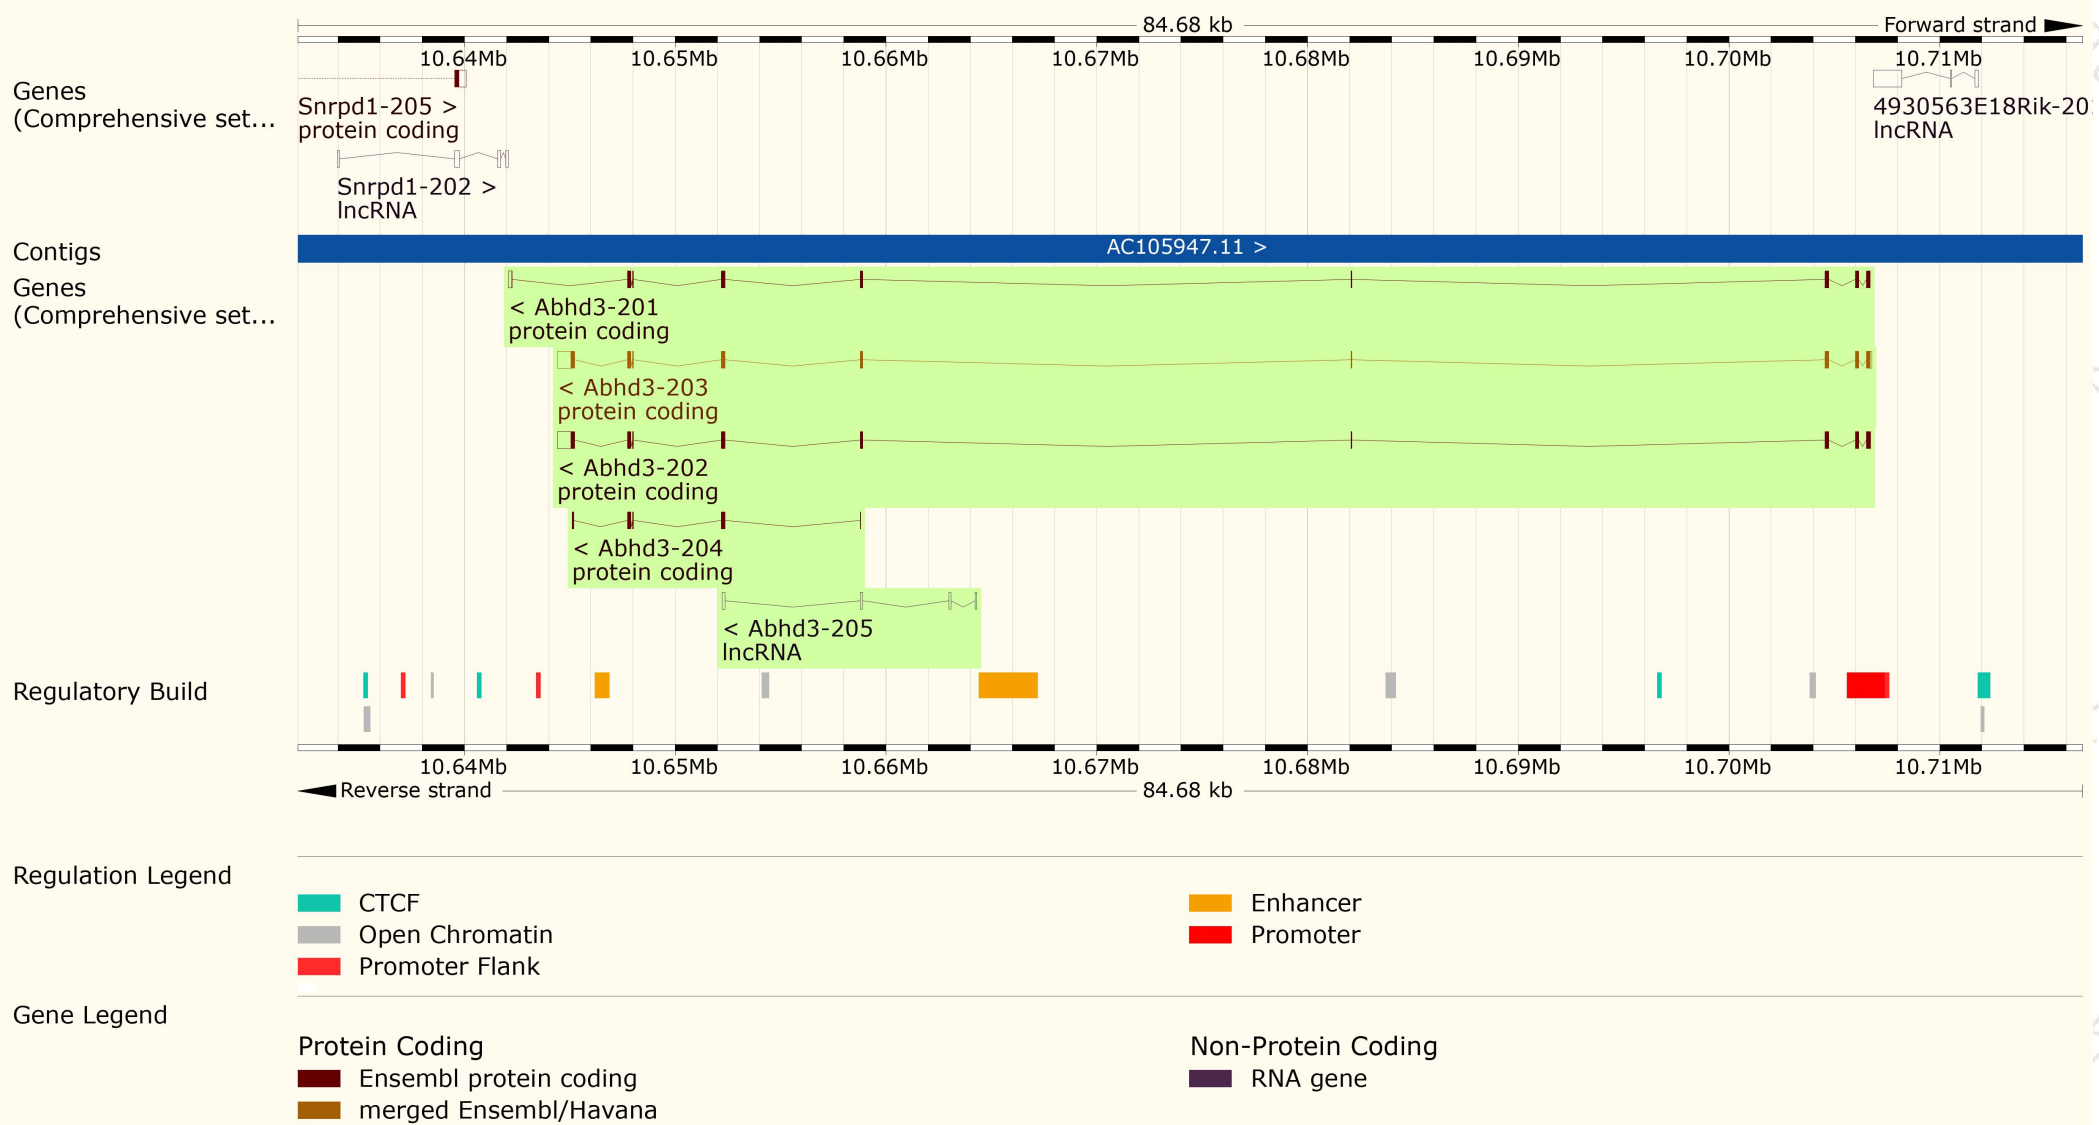 84.68 kb
Forward strand
10.64Mb 10.65Mb 10.66Mb 10.67Mb 10.68Mb 10.69Mb 10.70Mb 10.71Mb
Genes
(Comprehensive set...
Snrpd1-205 >
protein coding
4930563E18Rik-20
lncRNA
Snrpd1-202 >
lncRNA
Contigs
AC105947.11 >
Genes
(Comprehensive set...
< Abhd3-201
protein coding
< Abhd3-203
protein coding
< Abhd3-202
protein coding
< Abhd3-204
protein coding
< Abhd3-205
lncRNA
Regulatory Build
10.64Mb 10.65Mb 10.66Mb 10.67Mb 10.68Mb 10.69Mb 10.70Mb 10.71Mb
Reverse strand
84.68 kb
Regulation Legend
CTCF
Enhancer
Open Chromatin
Promoter
Promoter Flank
Gene Legend
Protein Coding
Non-Protein Coding
Ensembl protein coding
RNA gene
merged Ensembl/Havana